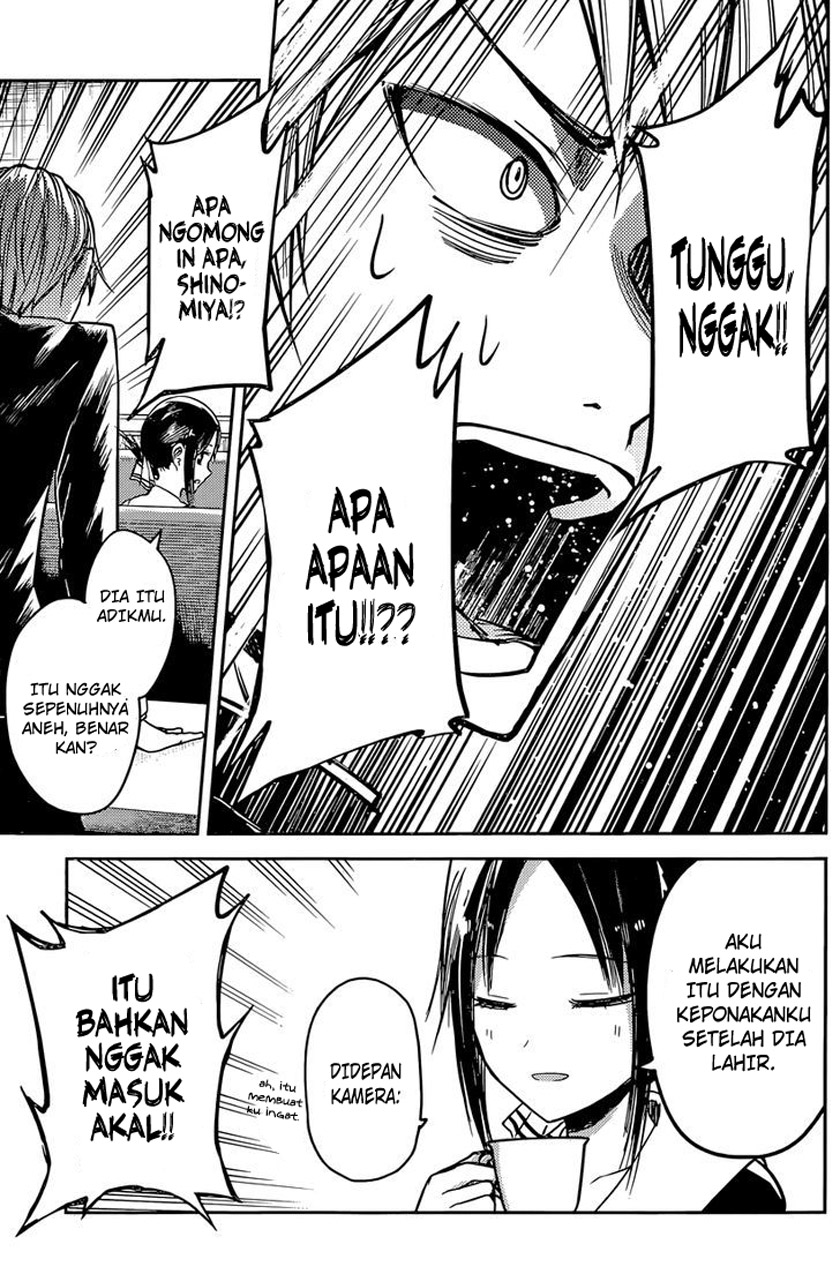 TUNGGU,
NGGAK!!
APA
APAAN
ITU!!??
APA
NGOMONG
IN APA,
SHINO-
MIYA!?
DIA ITU
ADIKMU.
ITU NGGAK
SEPENUHNYA
ANEH, BENAR
KAN?
AKU
MELAKUKAN
ITU DENGAN
KEPONAKANKU
SETELAH DIA
LAHIR.
DIDEPAN
KAMERA:
ah, itu
membuat
ku ingat.
ITU
BAHKAN
NGGAK
MASUK
AKAL!!